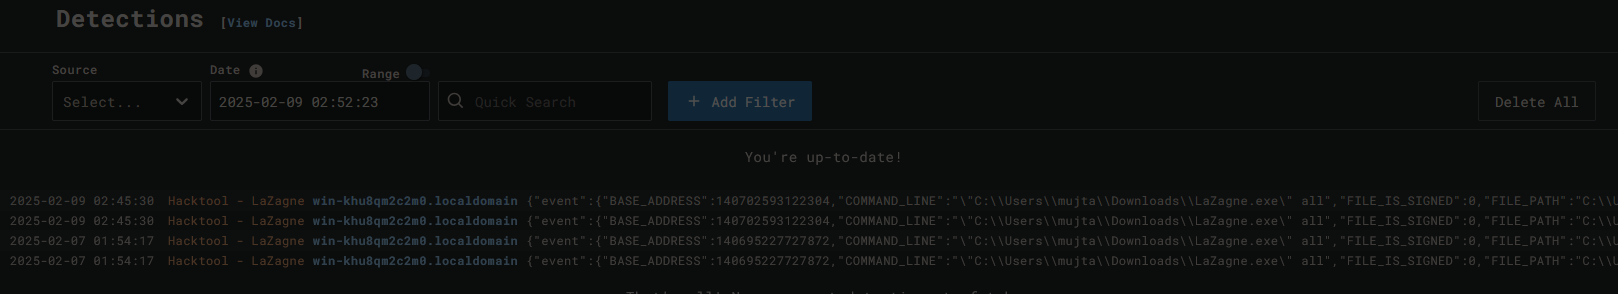 Detections [View Docs]
Source Date Range
Select... 2025-02-09 02:52:23 Quick Search + Add Filter Delete All
You're up-to-date!
2025-02-09 02:45:30 Hacktool - LaZagne win-khu8qm2c2m0.localdomain {"event":{"BASE_ADDRESS":140702593122304,"COMMAND_LINE":"\"C:\\Users\\mujta\\Downloads\\LaZagne.exe\" all","FILE_IS_SIGNED":0,"FILE_PATH":"C:\\U
2025-02-09 02:45:30 Hacktool - LaZagne win-khu8qm2c2m0.localdomain {"event":{"BASE_ADDRESS":140702593122304,"COMMAND_LINE":"\"C:\\Users\\mujta\\Downloads\\LaZagne.exe\" all","FILE_IS_SIGNED":0,"FILE_PATH":"C:\\U
2025-02-07 01:54:17 Hacktool - LaZagne win-khu8qm2c2m0.localdomain {"event":{"BASE_ADDRESS":140695227727872,"COMMAND_LINE":"\"C:\\Users\\mujta\\Downloads\\LaZagne.exe\" all","FILE_IS_SIGNED":0,"FILE_PATH":"C:\\U
2025-02-07 01:54:17 Hacktool - LaZagne win-khu8qm2c2m0.localdomain {"event":{"BASE_ADDRESS":140695227727872,"COMMAND_LINE":"\"C:\\Users\\mujta\\Downloads\\LaZagne.exe\" all","FILE_IS_SIGNED":0,"FILE_PATH":"C:\\U